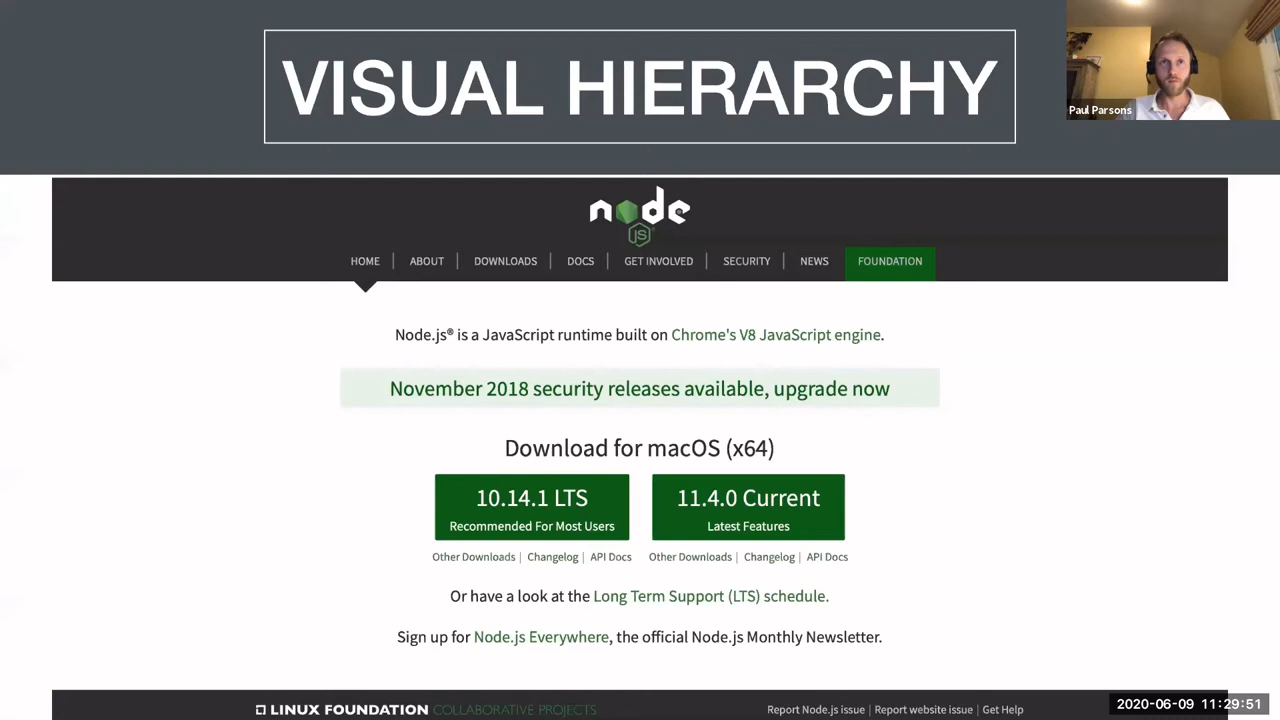 VISUAL HIERARCHY
Paul Parsons
node
JS
HOME | ABOUT | DOWNLOADS | DOCS | GET INVOLVED | SECURITY | NEWS FOUNDATION
Node.js® is a JavaScript runtime built on Chrome's V8 JavaScript engine.
November 2018 security releases available, upgrade now
Download for macOS (x64)
10.14.1 LTS 11.4.0 Current
Recommended For Most Users Latest Features
Other Downloads | Changelog | API Docs Other Downloads | Changelog | API Docs
Or have a look at the Long Term Support (LTS) schedule.
Sign up for Node.js Everywhere, the official Node.js Monthly Newsletter.
LINUX FOUNDATION COLLABORATIVE PROJECTS Report Node.js issue | Report website issue | Get Help
2020-06-09 11:29:51